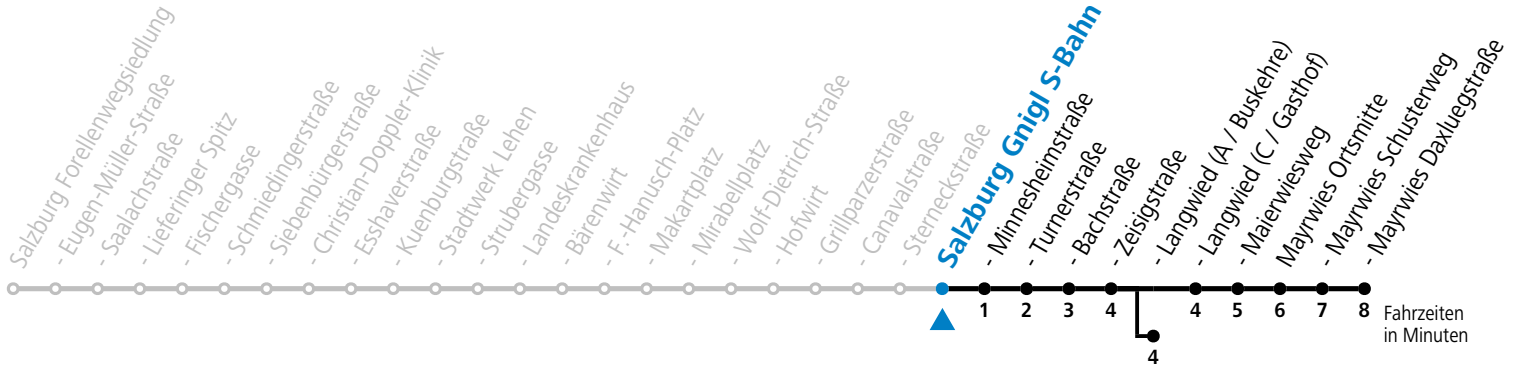 Salzburg Forellenwegsiedlung
- Eugen-Müller-Straße
- Saalachstraße
- Lieferinger Spitz
- Fischergasse
- Schmiedingerstraße
- Siebenbürgerstraße
- Christian-Doppler-Klinik
- Esshaverstraße
- Kuenburgstraße
- Stadtwerk Lehen
- Strubergasse
- Landeskrankenhaus
- Bärenwirt
- F.-Hanusch-Platz
- Makartplatz
- Mirabellplatz
- Wolf-Dietrich-Straße
- Hofwirt
- Grillparzerstraße
- Canavalstraße
- Sterneckstraße
Salzburg Gnigl S-Bahn
- Minnesheimstraße
- Turnerstraße
- Bachstraße
- Zeisigstraße
- Langwied (A / Buskehre)
- Langwied (C / Gasthof)
- Maierwiesweg
Mayrwies Ortsmitte
- Mayrwies Schusterweg
- Mayrwies Daxluegstraße
1 2 3 4 4 5 6 7 8
Fahrzeiten
in Minuten
4